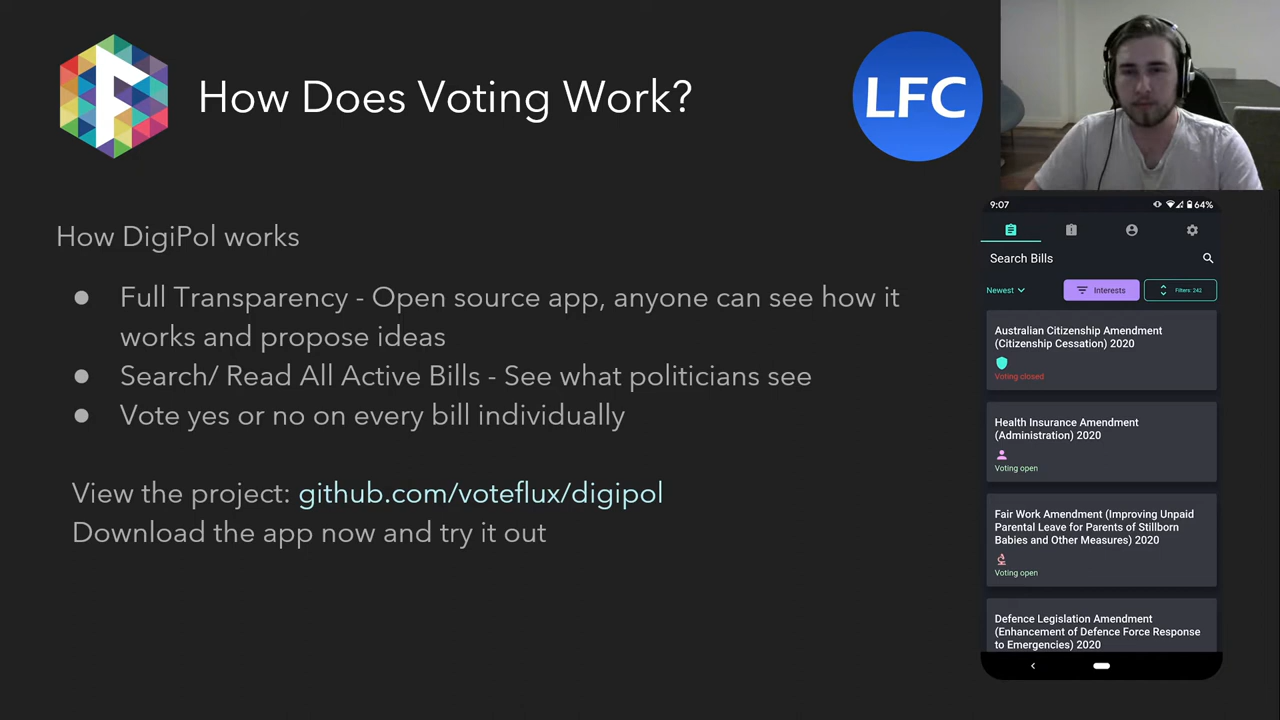 How Does Voting Work?
LFC
How DigiPol works
● Full Transparency - Open source app, anyone can see how it
works and propose ideas
● Search/ Read All Active Bills - See what politicians see
● Vote yes or no on every bill individually
View the project: github.com/voteflux/digipol
Download the app now and try it out
9:07 64%
Search Bills
Newest Interests Filters: 242
Australian Citizenship Amendment
(Citizenship Cessation) 2020
Voting closed
Health Insurance Amendment
(Administration) 2020
Voting open
Fair Work Amendment (Improving Unpaid
Parental Leave for Parents of Stillborn
Babies and Other Measures) 2020
Voting open
Defence Legislation Amendment
(Enhancement of Defence Force Response
to Emergencies) 2020